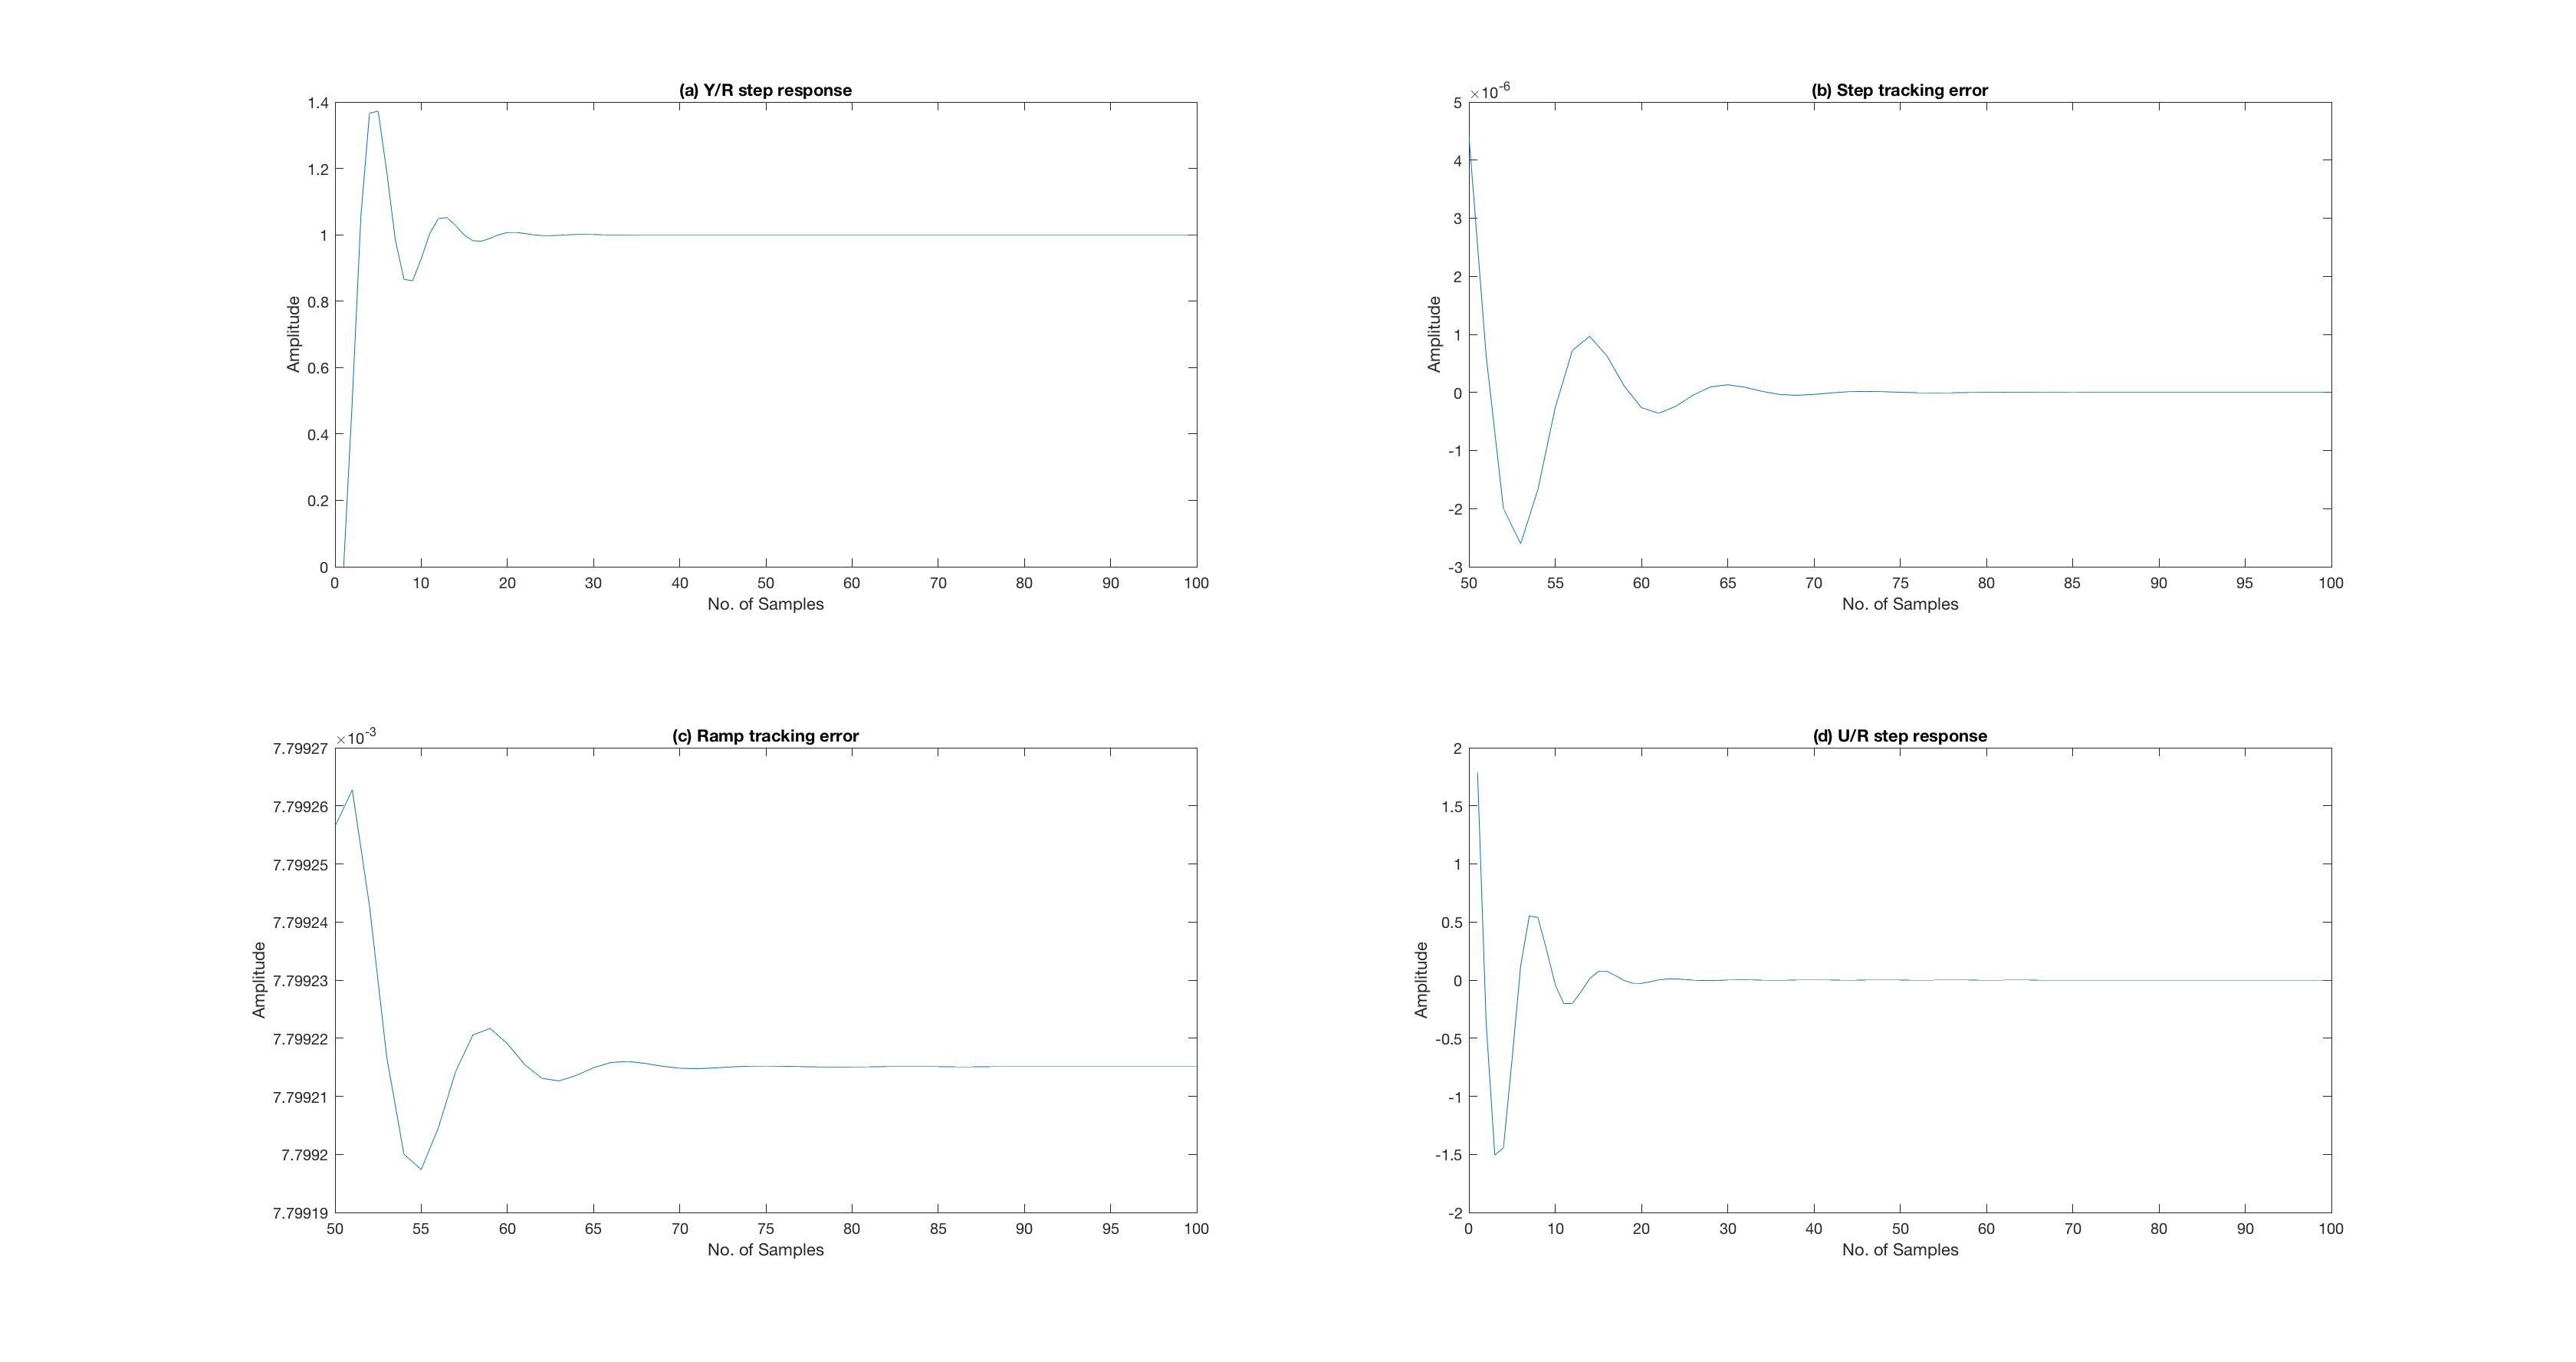 (a) Y/R step response
1.4
1.2
1
0.8
0.6
0.4
0.2
0
Amplitude
0 10 20 30 40 50 60 70 80 90 100
No. of Samples
(b) Step tracking error
×10-6
5
4
3
2
1
0
-1
-2
-3
Amplitude
50 55 60 65 70 75 80 85 90 95 100
No. of Samples
(c) Ramp tracking error
×10-3
7.79927
7.79926
7.79925
7.79924
7.79923
7.79922
7.79921
7.7992
7.79919
Amplitude
50 55 60 65 70 75 80 85 90 95 100
No. of Samples
(d) U/R step response
2
1.5
1
0.5
0
-0.5
-1
-1.5
-2
Amplitude
0 10 20 30 40 50 60 70 80 90 100
No. of Samples